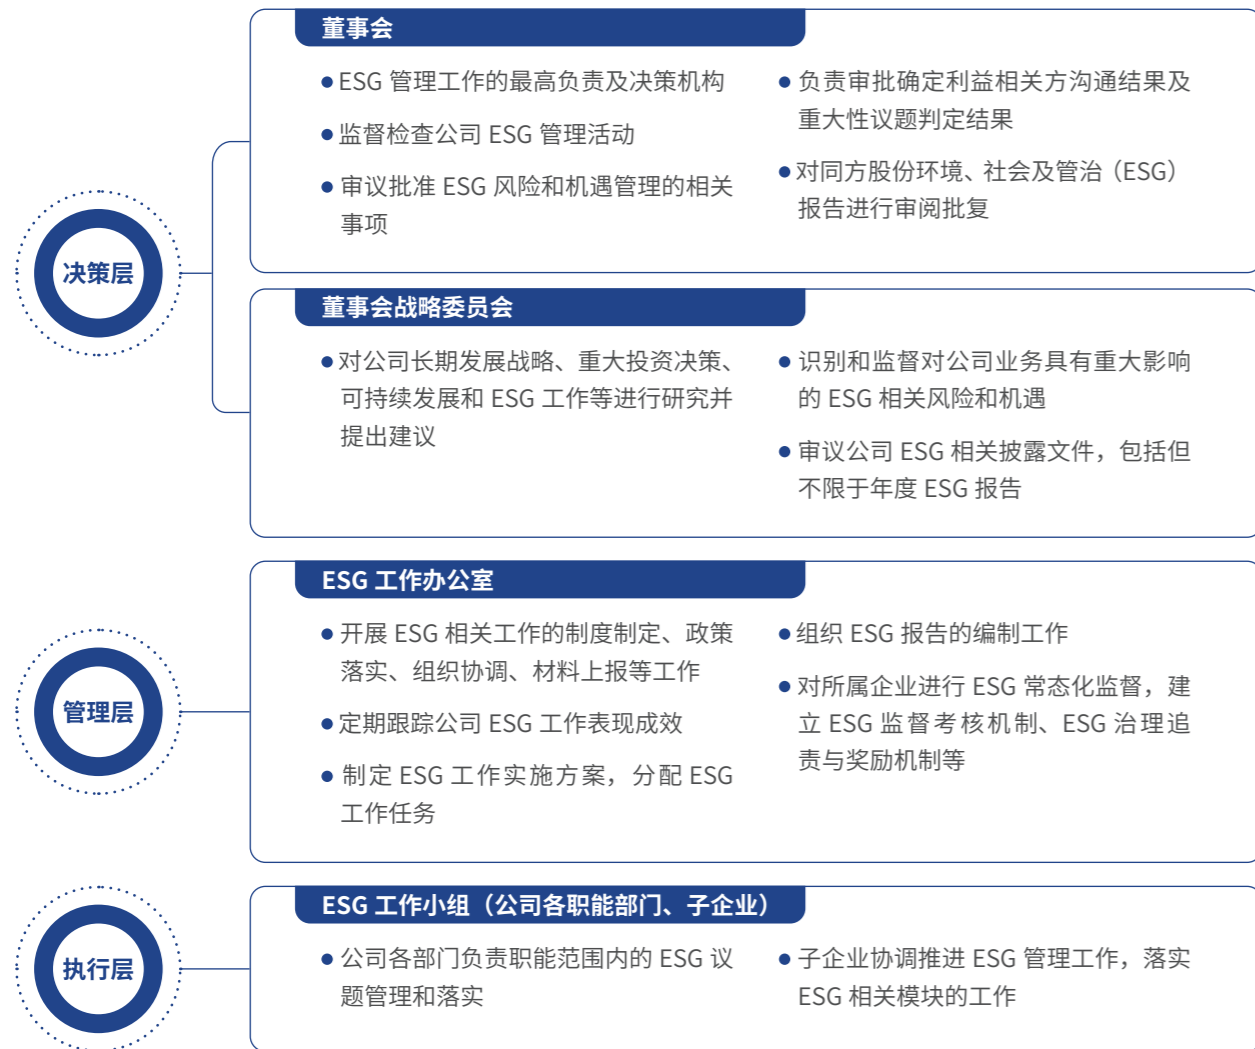 决策层
董事会
●ESG 管理工作的最高负责及决策机构
●监督检查公司 ESG 管理活动
●审议批准 ESG 风险和机遇管理的相关
事项
●负责审批确定利益相关方沟通结果及
重大性议题判定结果
●对同方股份环境、社会及管治（ESG）
报告进行审阅批复
董事会战略委员会
●对公司长期发展战略、重大投资决策、
可持续发展和 ESG 工作等进行研究并
提出建议
●识别和监督对公司业务具有重大影响
的 ESG 相关风险和机遇
●审议公司 ESG 相关披露文件，包括但
不限于年度 ESG 报告
管理层
ESG 工作办公室
●开展 ESG 相关工作的制度制定、政策
落实、组织协调、材料上报等工作
●定期跟踪公司 ESG 工作表现成效
●制定 ESG 工作实施方案，分配 ESG
工作任务
●组织 ESG 报告的编制工作
●对所属企业进行 ESG 常态化监督，建
立 ESG 监督考核机制、ESG 治理追
责与奖励机制等
执行层
ESG 工作小组（公司各职能部门、子企业）
●公司各部门负责职能范围内的 ESG 议
题管理和落实
●子企业协调推进 ESG 管理工作，落实
ESG 相关模块的工作